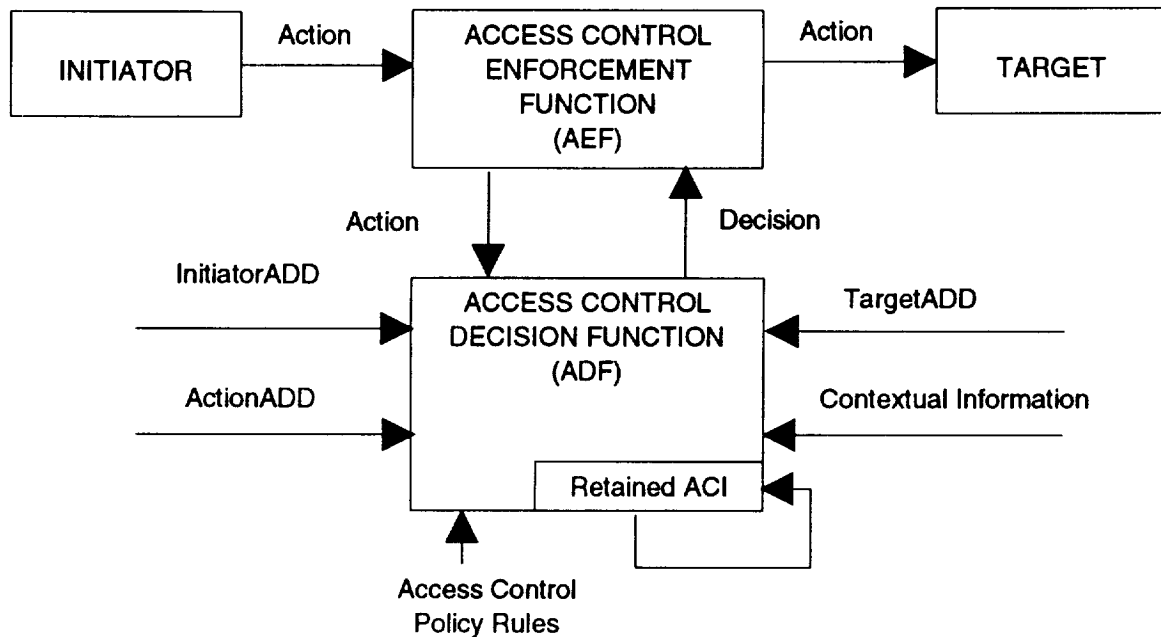 INITIATOR
Action
ACCESS CONTROL
ENFORCEMENT
FUNCTION
(AEF)
Action
TARGET
Action
Decision
InitiatorADD
ActionADD
ACCESS CONTROL
DECISION FUNCTION
(ADF)
TargetADD
Contextual Information
Retained ACI
Access Control
Policy Rules